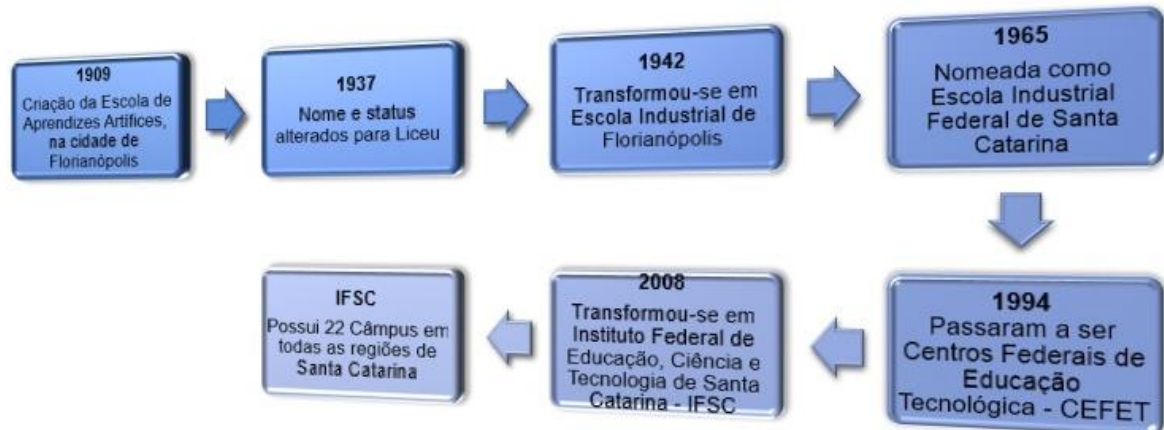 1909
Criação da Escola de
Aprendizes Artífices,
na cidade de
Florianópolis
1937
Nome e status
alterados para Liceu
1942
Transformou-se em
Escola Industrial de
Florianópolis
1965
Nomeada como
Escola Industrial
Federal de Santa
Catarina
1994
Passaram a ser
Centros Federais de
Educação
Tecnológica - CEFET
2008
Transformou-se em
Instituto Federal de
Educação, Ciência e
Tecnologia de Santa
Catarina - IFSC
IFSC
Possui 22 Câmpus em
todas as regiões de
Santa Catarina